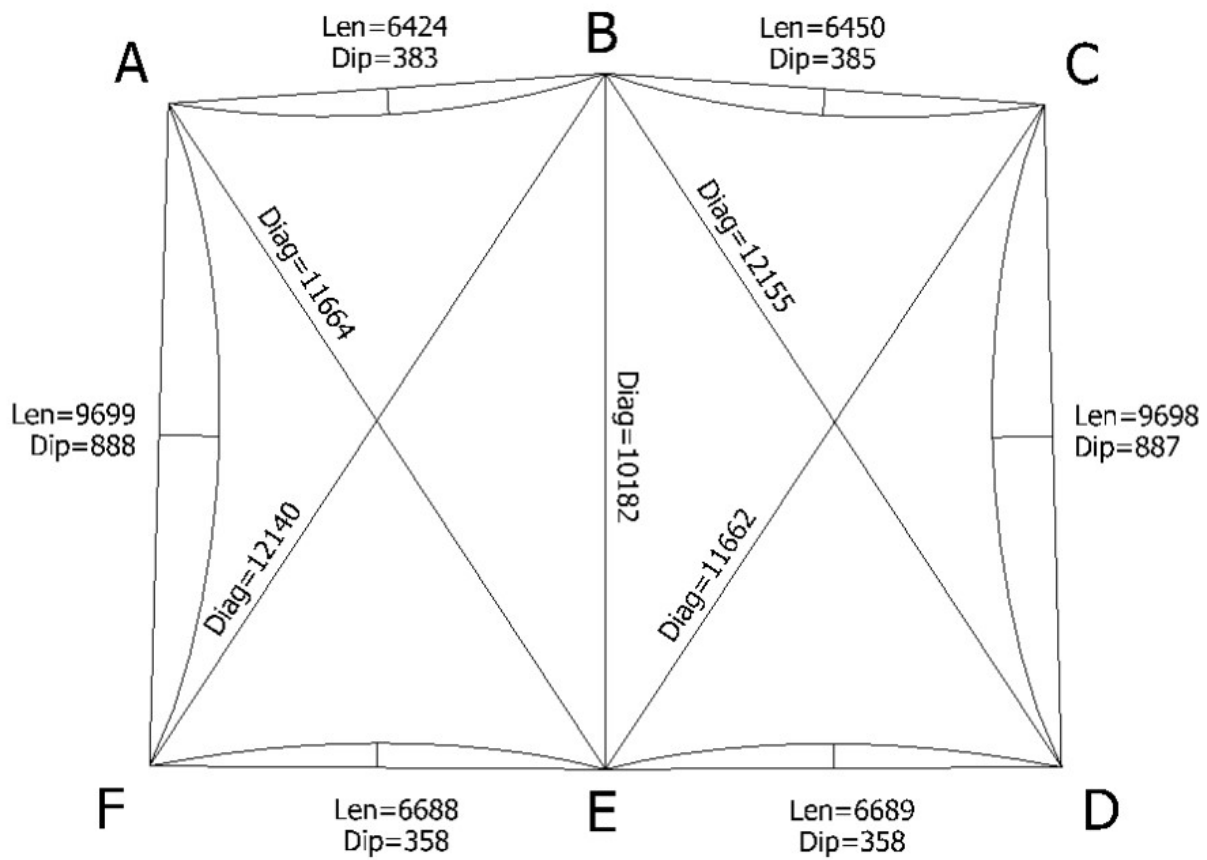 A
Len=6424
Dip=383
B
Len=6450
Dip=385
C
Diag=11664
Diag=12155
Len=9699
Dip=888
Diag=10182
Len=9698
Dip=887
Diag=12140
Diag=11662
F
Len=6688
Dip=358
E
Len=6689
Dip=358
D